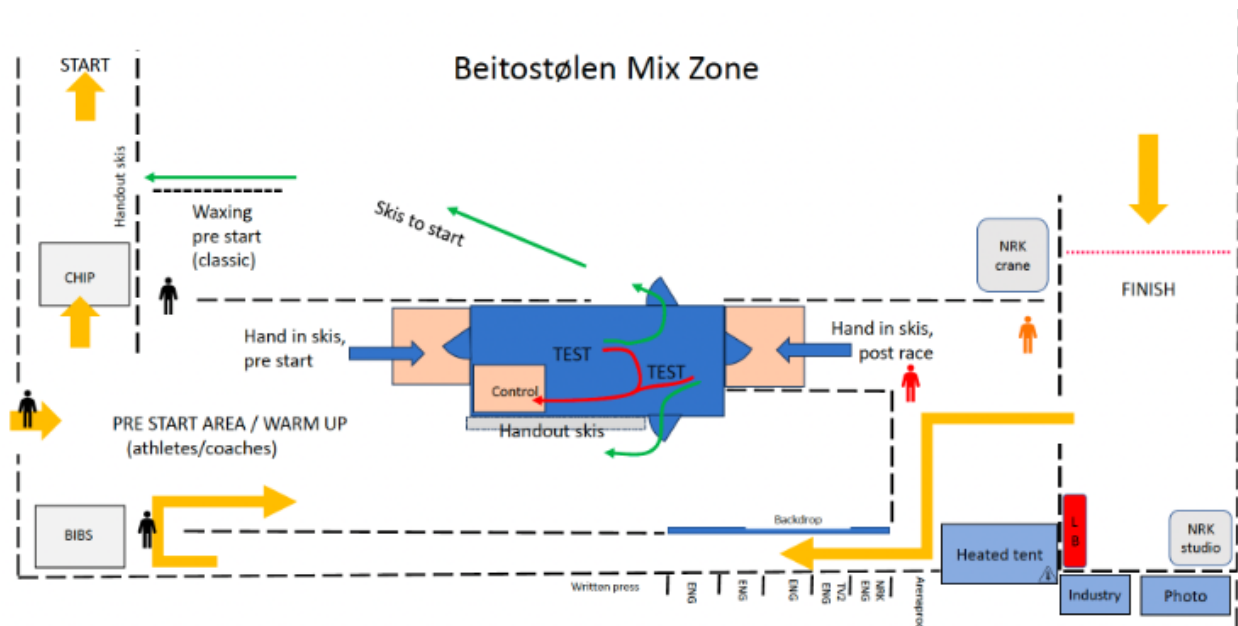 Beitostølen Mix Zone
START
Handout skis
Waxing
pre start
(classic)
Skis to start
NRK
crane
CHIP
FINISH
Hand in skis,
pre start
TEST
TEST
Control
Hand in skis,
post race
Handout skis
PRE START AREA / WARM UP
(athletes/coaches)
BIBS
Backdrop
Heated tent
L
B
NRK
studio
Written press
ENG
ENG
ENG
TV2
ENG
NRK
ENG
Arenaprod
Industry
Photo